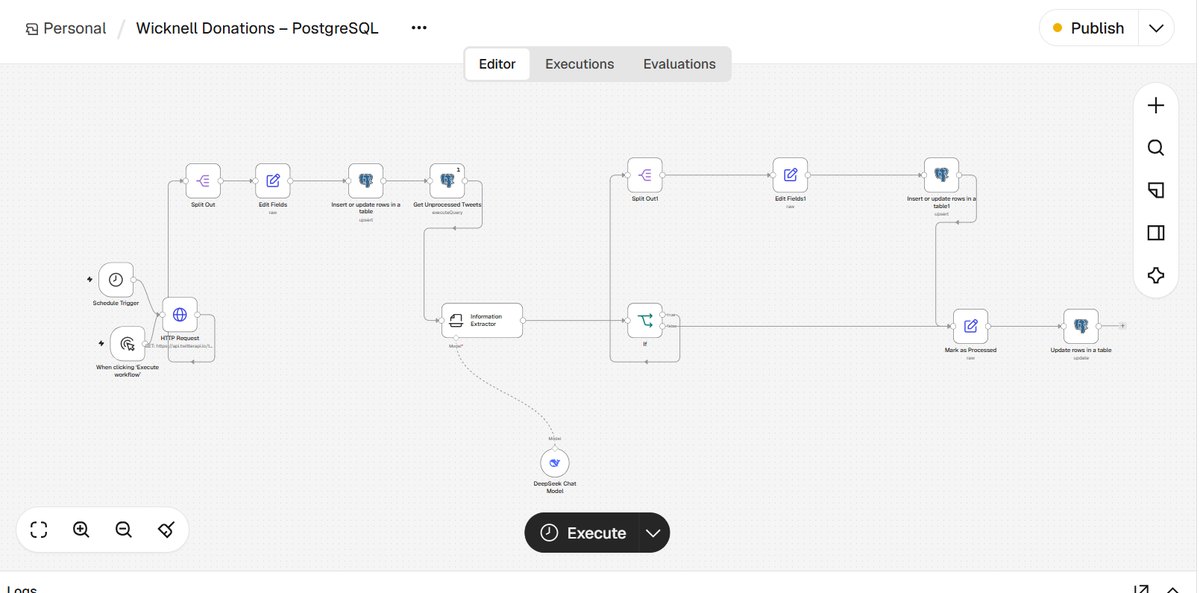 Personal / Wicknell Donations – PostgreSQL ...
Publish
Editor
Executions
Evaluations
Split Out
Edit Fields
raw
Insert or update rows in a
table
upsert
1
Get Unprocessed Tweets
executeQuery
Split Out1
Edit Fields1
raw
Insert or update rows in a
table1
upsert
Schedule Trigger
HTTP Request
When clicking 'Execute
workflow'
Information
Extractor
Model*
true
false
If
Mark as Processed
raw
Update rows in a table
update
Model
DeepSeek Chat
Model
Execute
Logs